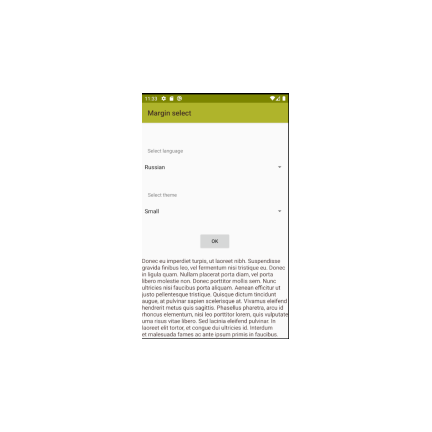 11:33
Margin select
Select language
Russian
Select theme
Small
OK
Donec eu imperdiet turpis, ut laoreet nibh. Suspendisse
gravida finibus leo, vel fermentum nisi tristique eu. Donec
in ligula quam. Nullam placerat porta diam, vel porta
libero molestie non. Donec porttitor mollis sem. Nunc
ultricies nisi faucibus porta aliquam. Aenean efficitur ut
justo pellentesque tristique. Quisque dictum tincidunt
augue, at pulvinar sapien scelerisque ut. Vivamus eleifend
hendrerit metus quis sagittis. Phasellus pharetra, arcu id
rhoncus elementum, nisi leo porttitor lorem, quis vulputate
urna risus vitae libero. Sed lacinia eleifend pulvinar. In
laoreet elit tortor, et congue dui ultricies id. Interdum
et malesuada fames ac ante ipsum primis in faucibus.